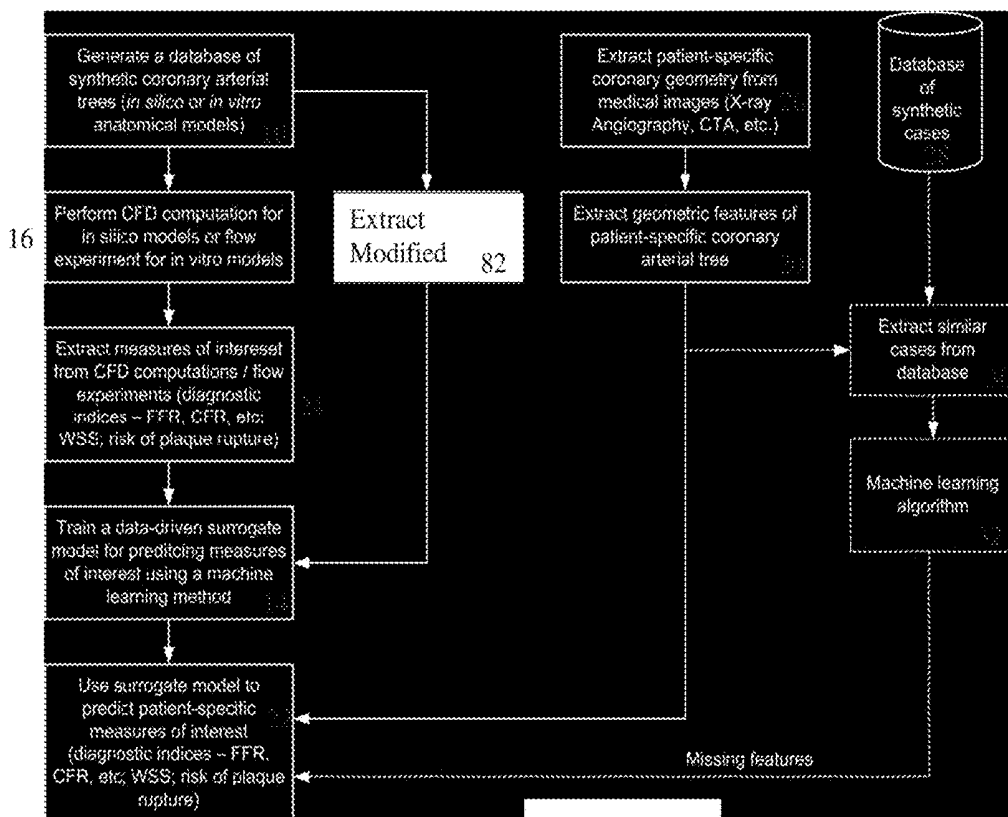 Generate a database of
synthetic coronary arterial
trees (in silico or in vitro
anatomical models)
Perform CFD computation for
in silico models or flow
experiment for in vitro models
16
Extract measures of intereset
from CFD computations / flow
experiments (diagnostic
indices – FFR, CFR, etc;
WSS; risk of plaque rupture)
Train a data-driven surrogate
model for preditcing measures
of interest using a machine
learning method
Use surrogate model to
predict patient-specific
measures of interest
(diagnostic indices – FFR,
CFR, etc; WSS; risk of plaque
rupture)
Extract
Modified
82
Extract patient-specific
coronary geometry from
medical images (X-ray
Angiography, CTA, etc.)
Extract geometric features of
patient-specific coronary
arterial tree
Database
of
synthetic
cases
Extract similar
cases from
database
Machine learning
algorithm
Missing features